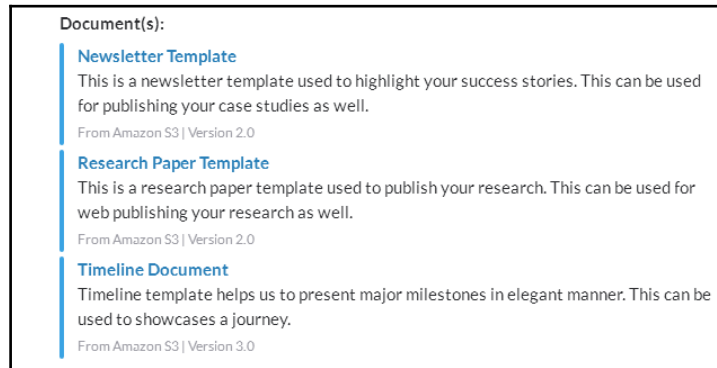 Document(s):
Newsletter Template
This is a newsletter template used to highlight your success stories. This can be used
for publishing your case studies as well.
From Amazon S3 | Version 2.0
Research Paper Template
This is a research paper template used to publish your research. This can be used for
web publishing your research as well.
From Amazon S3 | Version 2.0
Timeline Document
Timeline template helps us to present major milestones in elegant manner. This can be
used to showcases a journey.
From Amazon S3 | Version 3.0